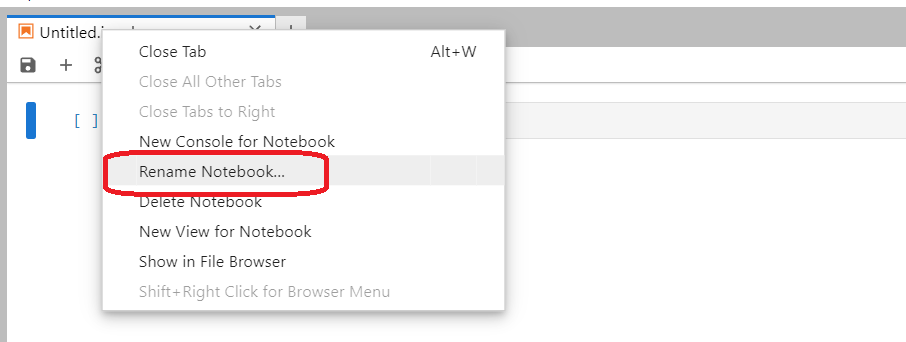 Untitled.i
Close Tab Alt+W
Close All Other Tabs
Close Tabs to Right
[ ]
New Console for Notebook
Rename Notebook...
Delete Notebook
New View for Notebook
Show in File Browser
Shift+Right Click for Browser Menu